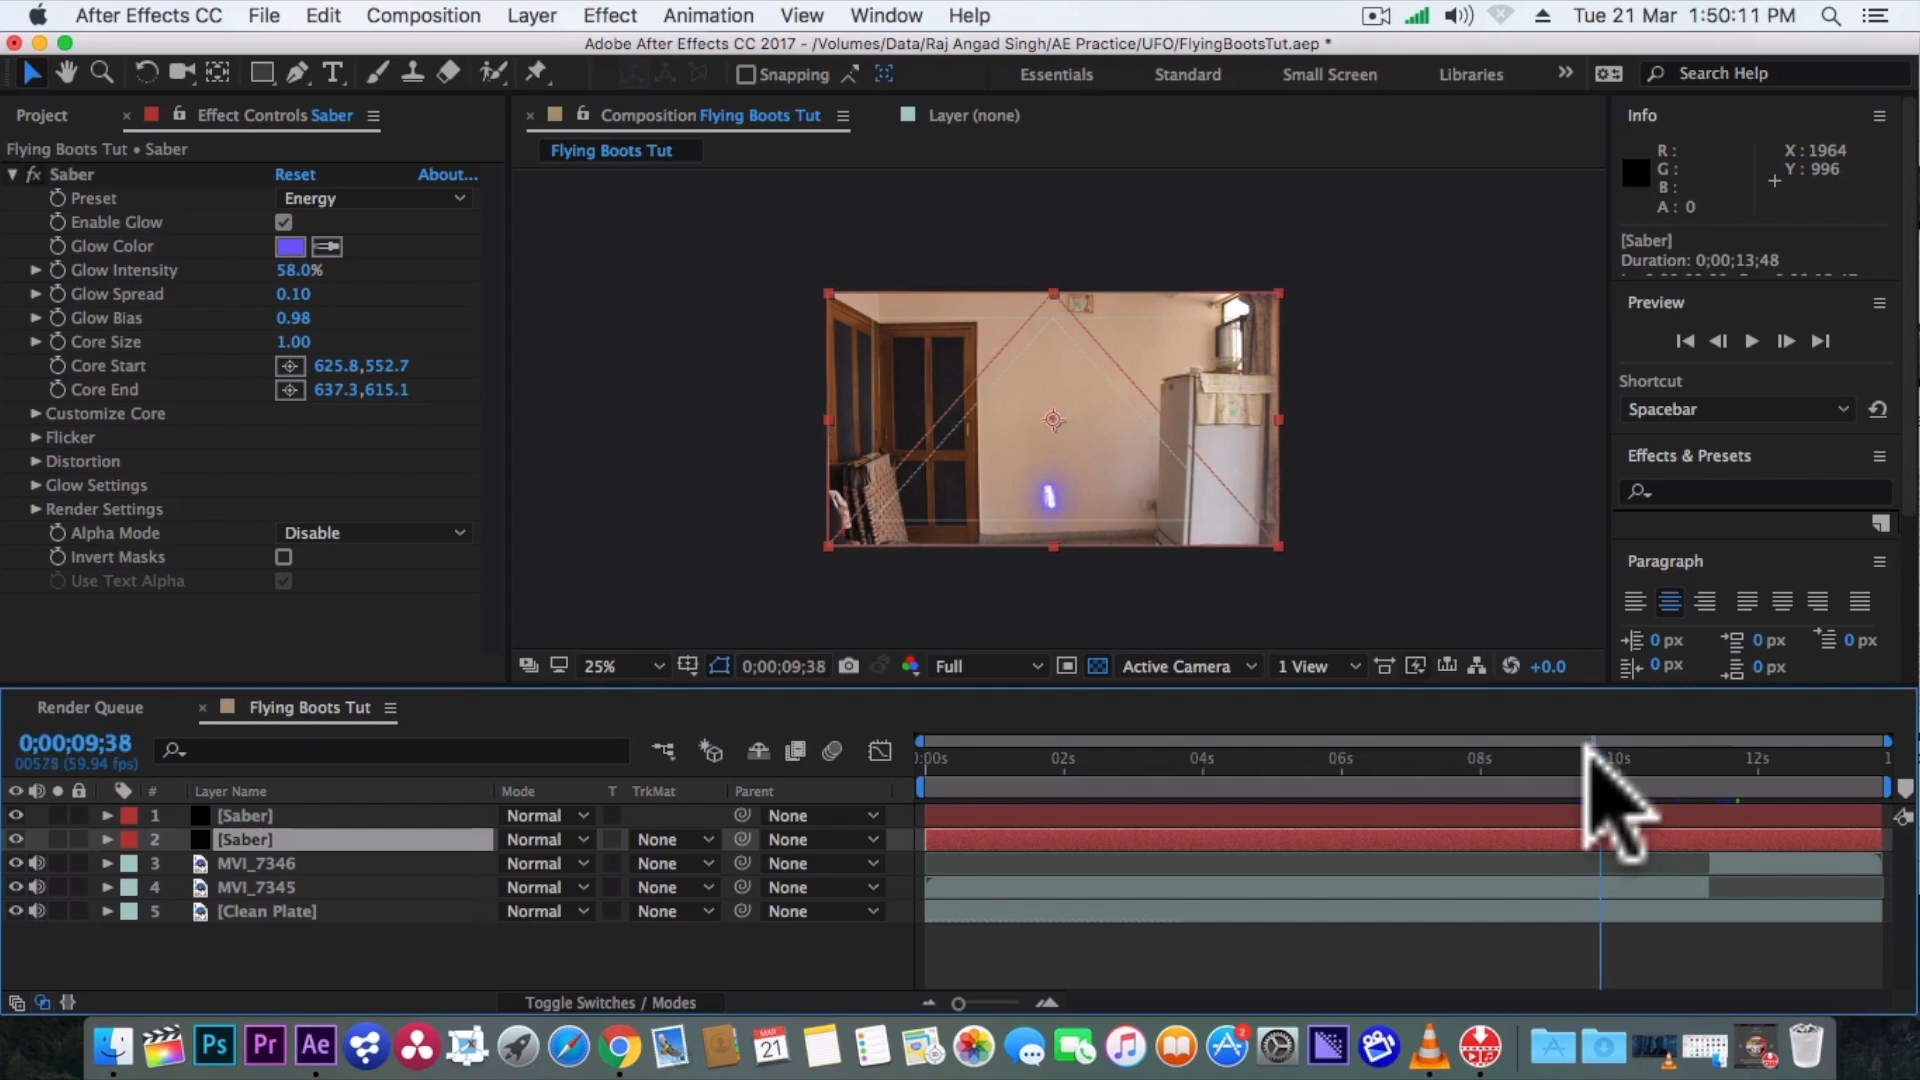 After Effects CC File Edit Composition Layer Effect Animation View Window Help Tue 21 Mar 1:50:11 PM
Adobe After Effects CC 2017 - /Volumes/Data/Raj Angad Singh/AE Practice/UFO/FlyingBootsTut.aep *
Snapping Essentials Standard Small Screen Libraries Search Help
Project Effect Controls Saber
Composition Flying Boots Tut Layer (none)
Info
Flying Boots Tut • Saber
Flying Boots Tut
fx Saber Reset About...
Preset Energy
Enable Glow
Glow Color
Glow Intensity 58.0%
Glow Spread 0.10
Glow Bias 0.98
Core Size 1.00
Core Start 625.8,552.7
Core End 637.3,615.1
Customize Core
Flicker
Distortion
Glow Settings
Render Settings
Alpha Mode Disable
Invert Masks
Use Text Alpha
R: X: 1964
G: Y: 996
B:
A: 0
[Saber]
Duration: 0;00;13;48
Preview
Shortcut
Spacebar
Effects & Presets
Paragraph
0 px 0 px 0 px
0 px 0 px
25% 0;00;09;38 Full Active Camera 1 View +0.0
Render Queue Flying Boots Tut
0;00;09;38
00578 (59.94 fps)
):00s 02s 04s 06s 08s 10s 12s 1
# Layer Name Mode T TrkMat Parent
1 [Saber] Normal None
2 [Saber] Normal None None
3 MVI_7346 Normal None None
4 MVI_7345 Normal None None
5 [Clean Plate] Normal None None
Toggle Switches / Modes
Ps Pr Ae MAR 21 2